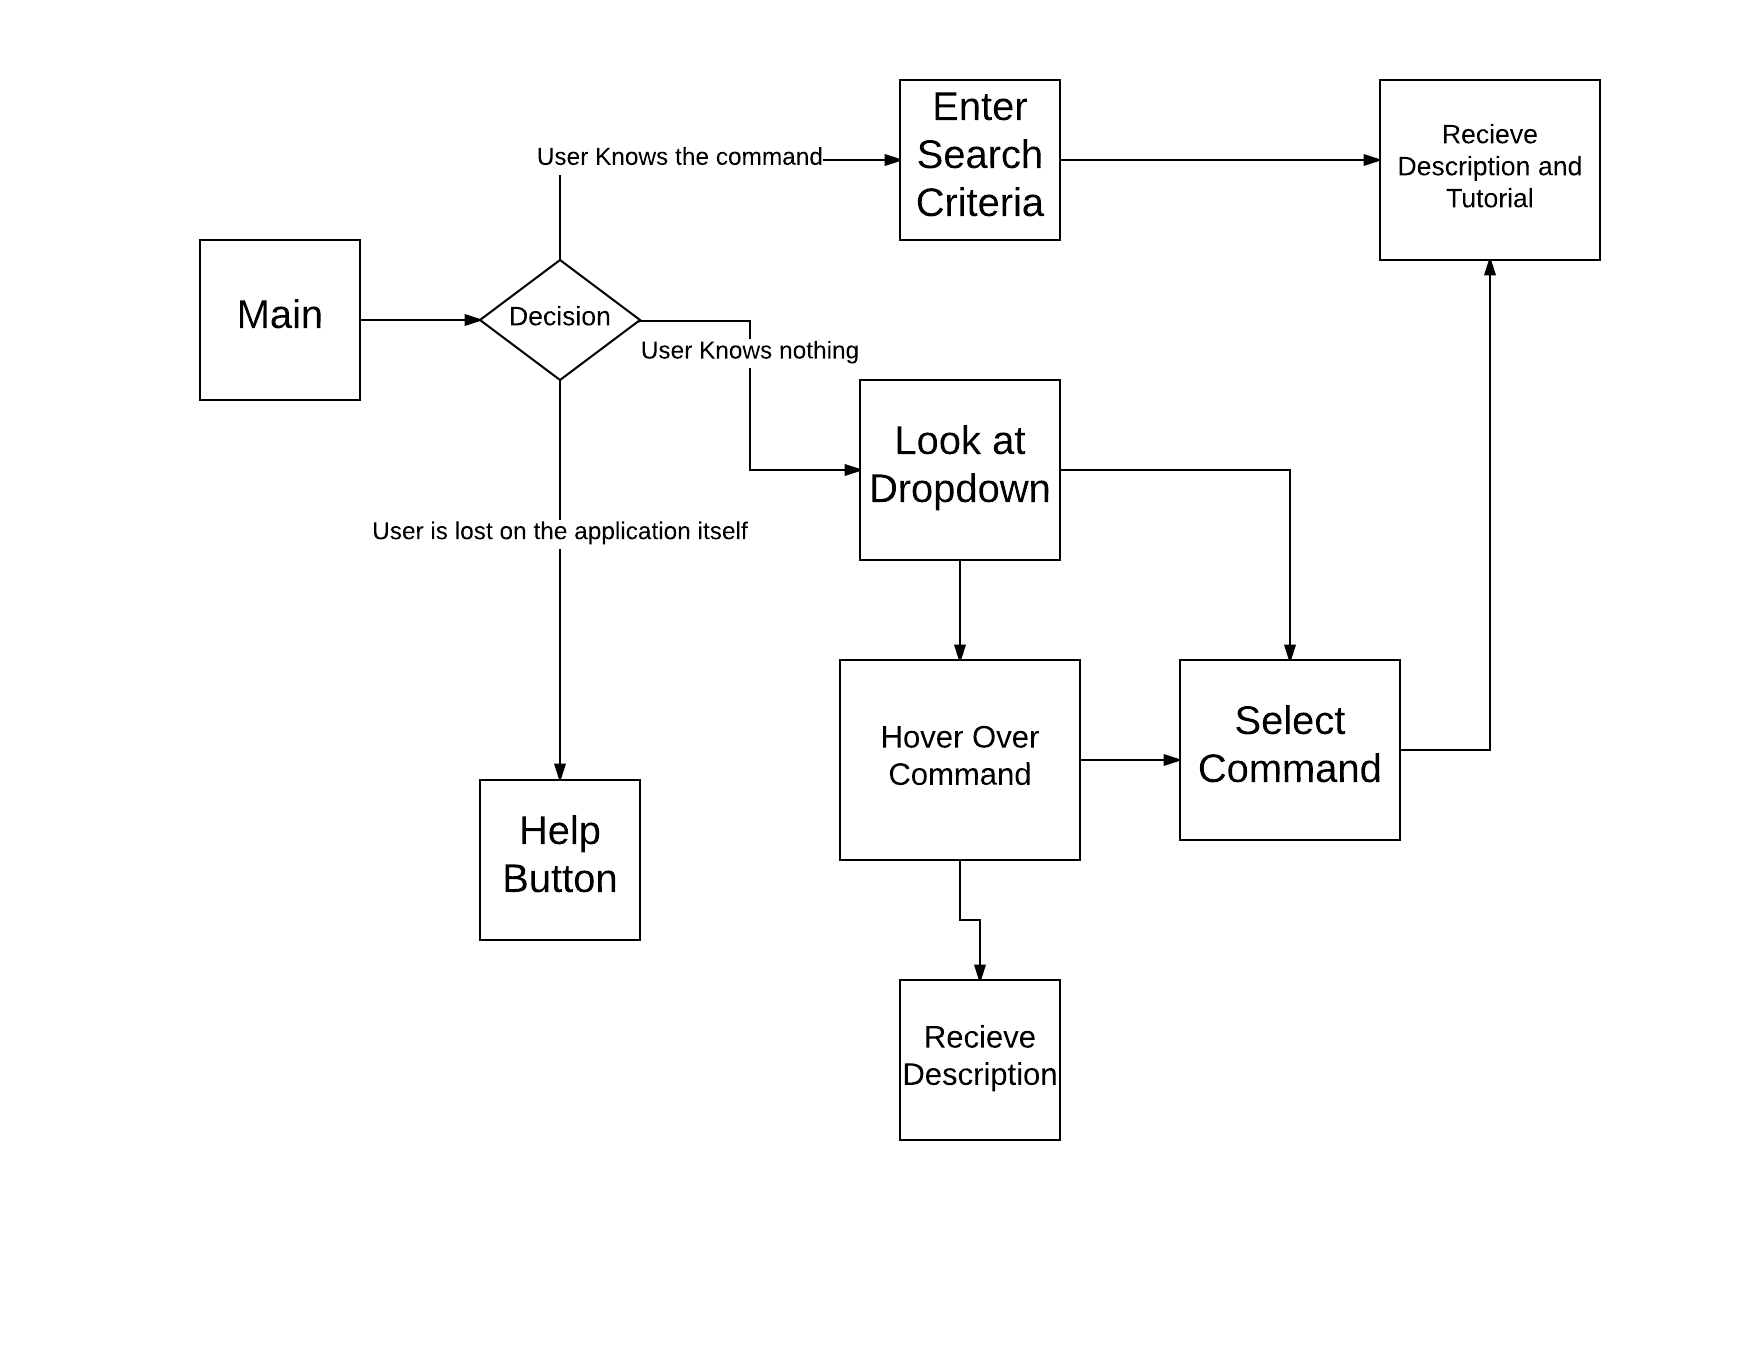 Enter
Search
Criteria
Recieve
Description and
Tutorial
User Knows the command
Main
Decision
User Knows nothing
Look at
Dropdown
User is lost on the application itself
Hover Over
Command
Select
Command
Help
Button
Recieve
Description